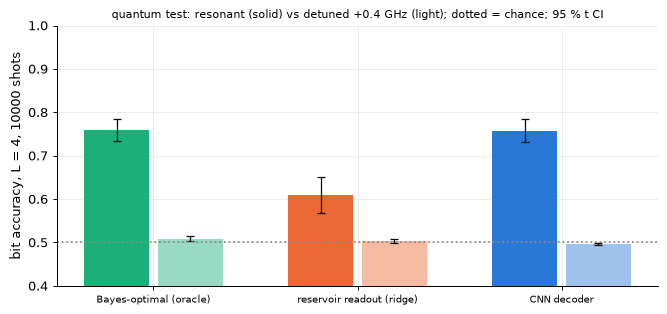 quantum test: resonant (solid) vs detuned +0.4 GHz (light); dotted = chance; 95 % t CI
bit accuracy, L = 4, 10000 shots
1.0
0.9
0.8
0.7
0.6
0.5
0.4
Bayes-optimal (oracle)
reservoir readout (ridge)
CNN decoder